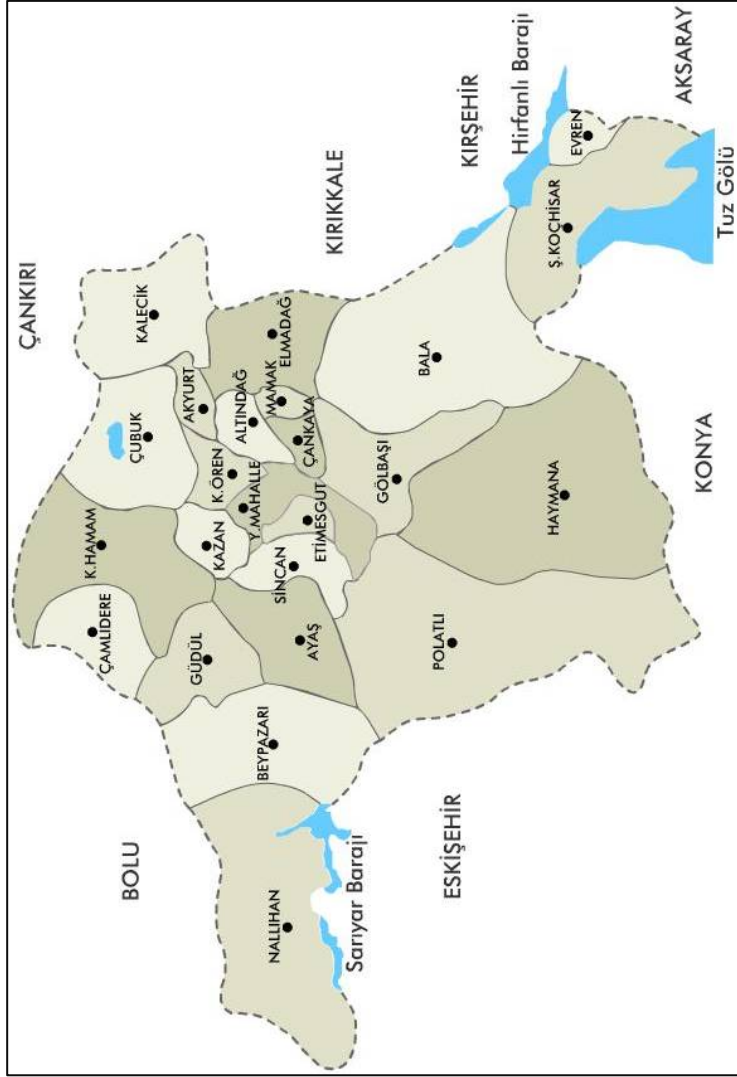 ÇANKIRI
BOLU
K.HAMAM
ÇUBUK
KALECİK
ÇAMLIDERE
KAZAN
K.ÖREN
AKYURT
GÜDÜL
Y.MAHALLE
ALTINDAĞ
KIRIKKALE
BEYPAZARI
AYAŞ
SİNCAN
ETİMESGUT
ÇANKAYA
MAMAK
ELMADAĞ
NALLIHAN
Sarıyar Barajı
ESKİŞEHİR
POLATLI
GÖLBAŞI
BALA
KIRŞEHİR
Hirfanlı Barajı
HAYMANA
Ş.KOÇHİSAR
EVREN
AKSARAY
KONYA
Tuz Gölü